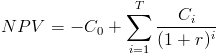 NPV = -C_0 + \sum_{i=1}^{T} \frac{C_i}{(1+r)^i}